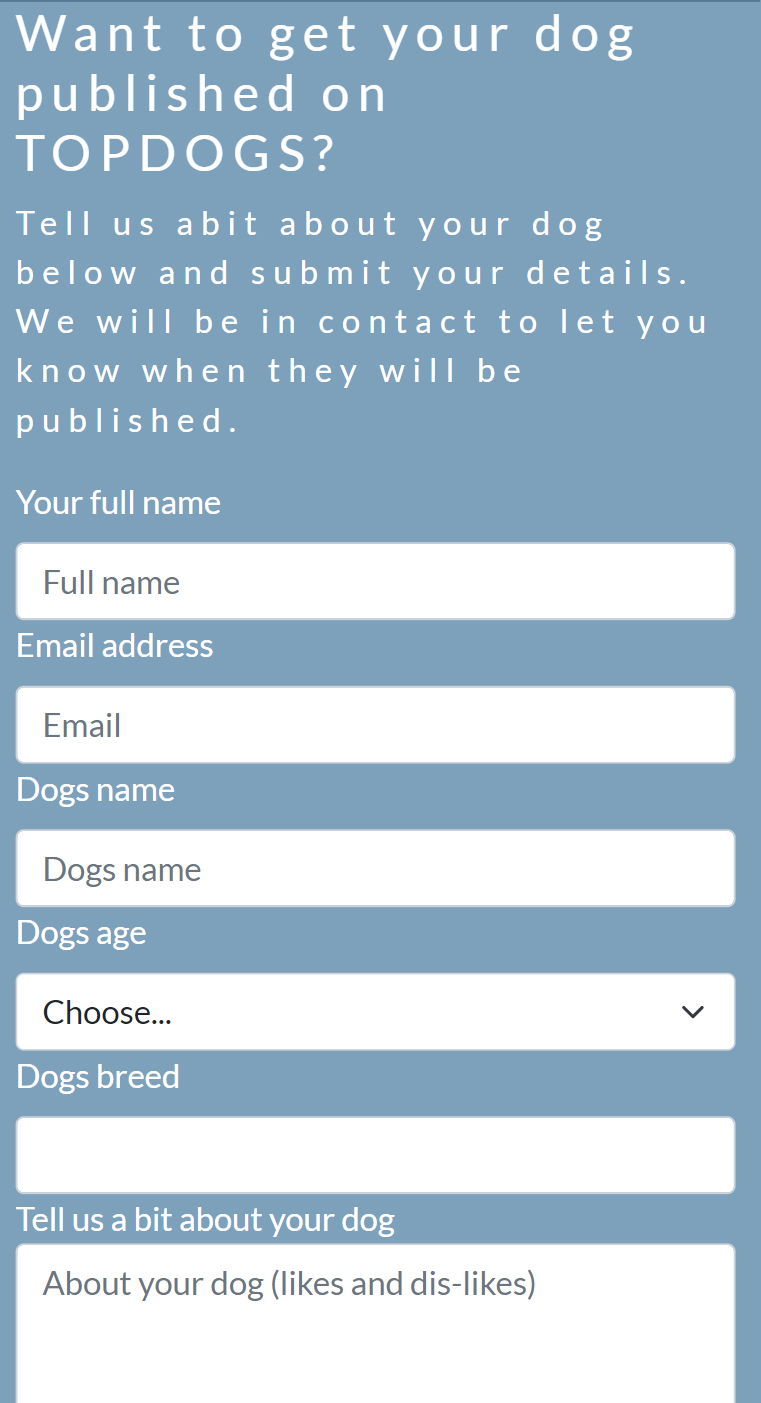 Want to get your dog
published on
TOPDOGS?
Tell us abit about your dog
below and submit your details.
We will be in contact to let you
know when they will be
published.
Your full name
Full name
Email address
Email
Dogs name
Dogs name
Dogs age
Choose...
Dogs breed
Tell us a bit about your dog
About your dog (likes and dis-likes)